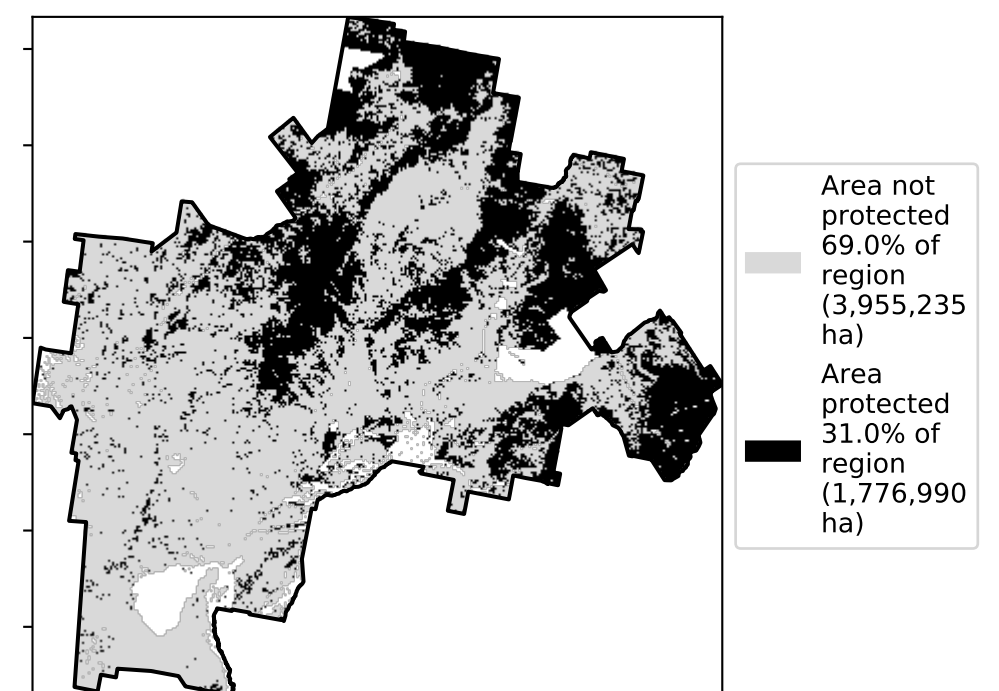 Area not
protected
69.0% of
region
(3,955,235
ha)
Area
protected
31.0% of
region
(1,776,990
ha)